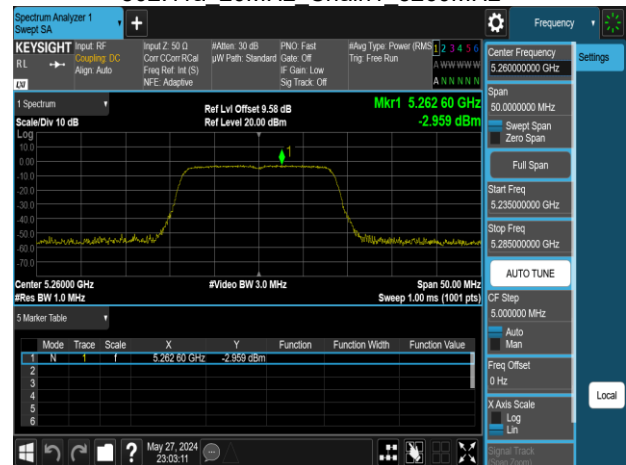 Spectrum Analyzer 1
Swept SA
+
Frequency
KEYSIGHT
RL
LXI
Input: RF
Coupling: DC
Align: Auto
Input Z: 50 Ω
Corr CCorr RCal
Freq Ref: Int (S)
NFE: Adaptive
#Atten: 30 dB
µW Path: Standard
PNO: Fast
Gate: Off
IF Gain: Low
Sig Track: Off
#Avg Type: Power (RMS)
Trig: Free Run
1 2 3 4 5 6
A W W W W W
A N N N N N
Center Frequency
5.260000000 GHz
Settings
Span
50.0000000 MHz
Swept Span
Zero Span
Full Span
Start Freq
5.235000000 GHz
Stop Freq
5.285000000 GHz
AUTO TUNE
CF Step
5.000000 MHz
Auto
Man
Freq Offset
0 Hz
X Axis Scale
Log
Lin
Signal Track
(Span Zoom)
Local
1 Spectrum
Scale/Div 10 dB
Log
Ref Lvl Offset 9.58 dB
Ref Level 20.00 dBm
Mkr1 5.262 60 GHz
-2.959 dBm
10.0
0.00
-10.0
-20.0
-30.0
-40.0
-50.0
-60.0
-70.0
1
Center 5.26000 GHz
#Res BW 1.0 MHz
#Video BW 3.0 MHz
Span 50.00 MHz
Sweep 1.00 ms (1001 pts)
5 Marker Table
Mode Trace Scale X Y Function Function Width Function Value
1 N 1 f 5.262 60 GHz -2.959 dBm
2
3
4
5
6
?
May 27, 2024
23:03:11